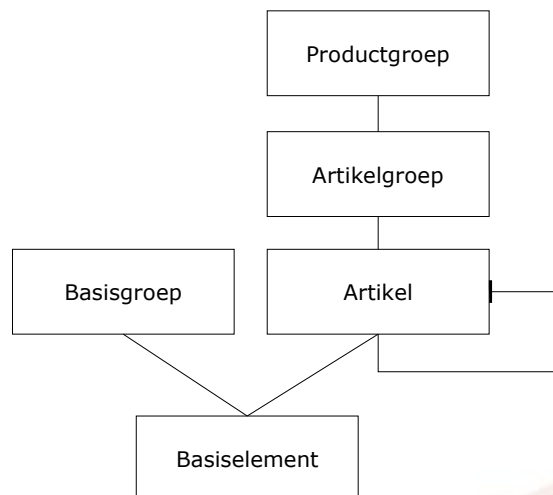 Productgroep
Artikelgroep
Basisgroep
Artikel
Basiselement